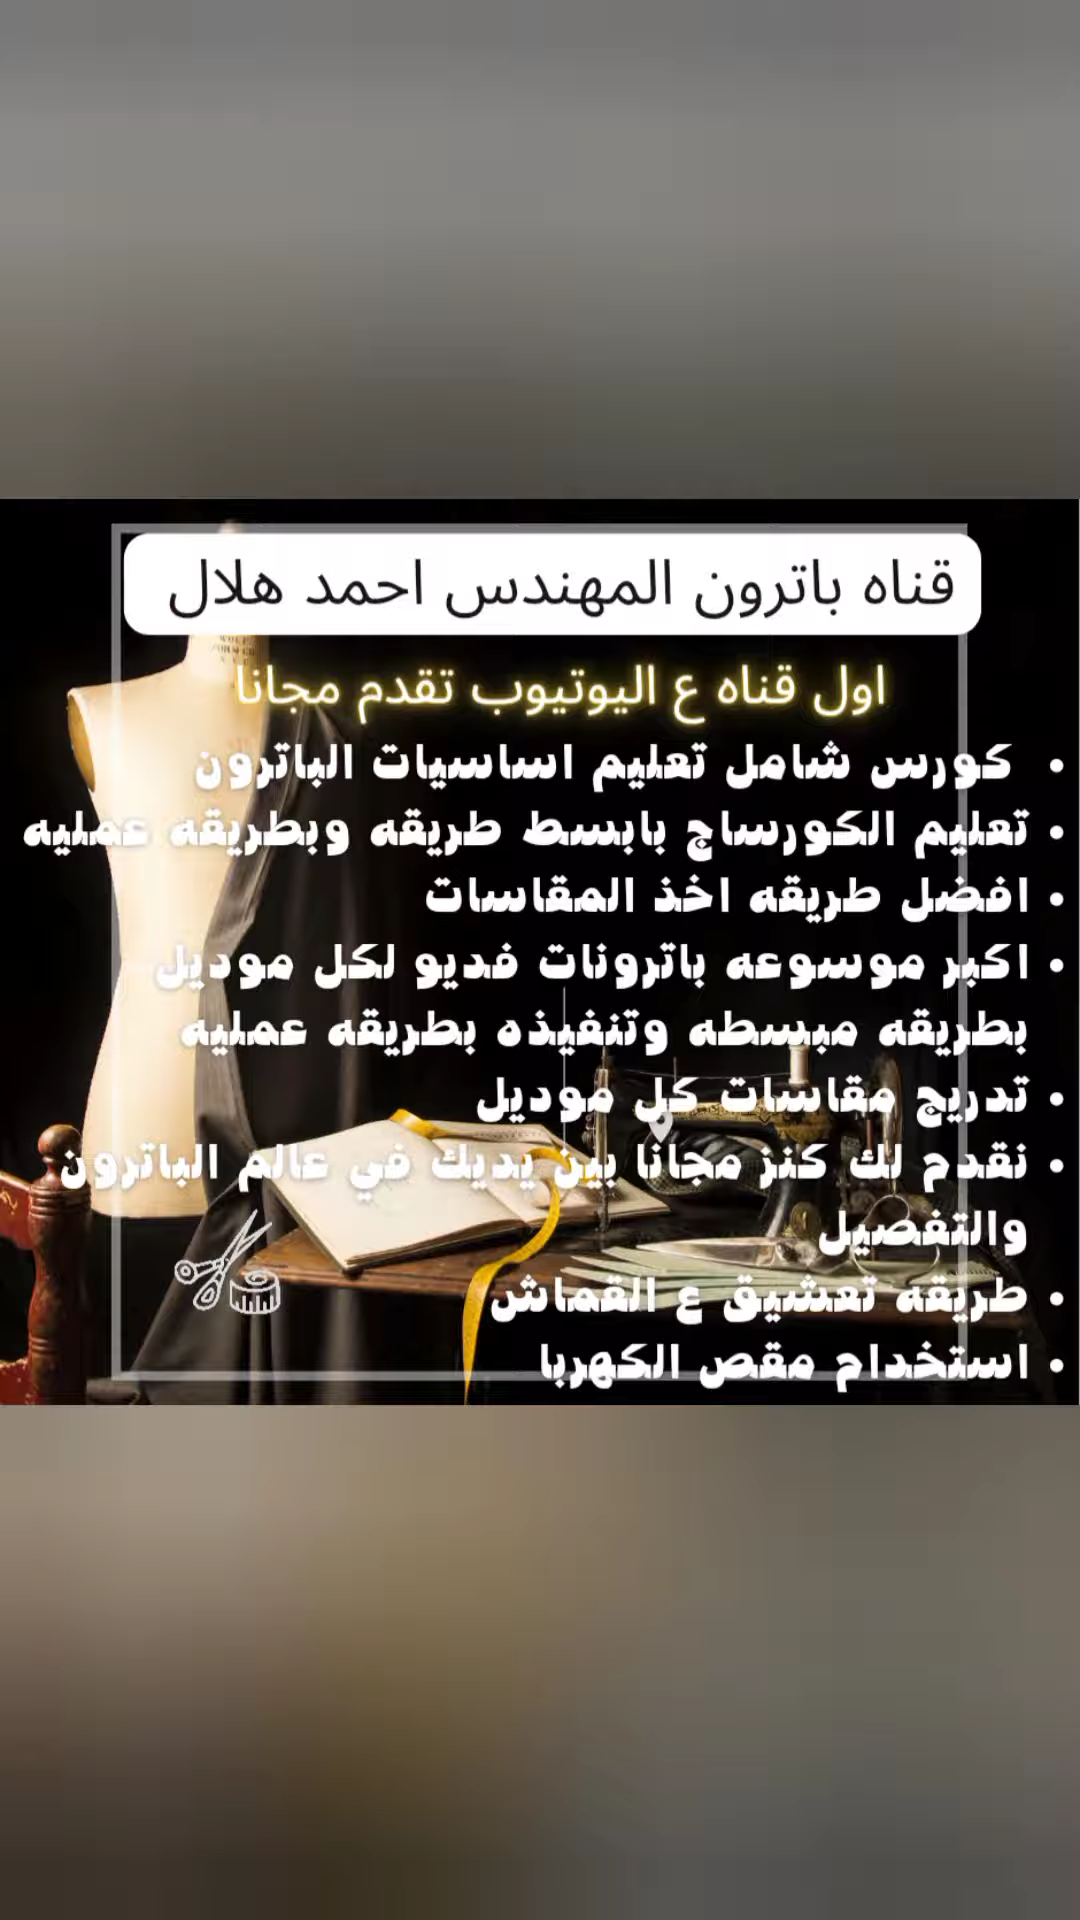 قناه باترون المهندس احمد هلال
اول قناه ع اليوتيوب تقدم مجانا
• كورس شامل تعليم اساسيات الباترون
• تعليم الكورساج بابسط طريقه وبطريقه عمليه
• افضل طريقه اخذ المقاسات
• اكبر موسوعه باترونات فديو لكل موديل
بطريقه مبسطه وتنفيذه بطريقه عمليه
• تدريج مقاسات كل موديل
• نقدم لك كنز مجانا بين يديك في عالم الباترون
والتفصيل
• طريقه تعشيق ع القماش
• استخدام مقص الكهربا